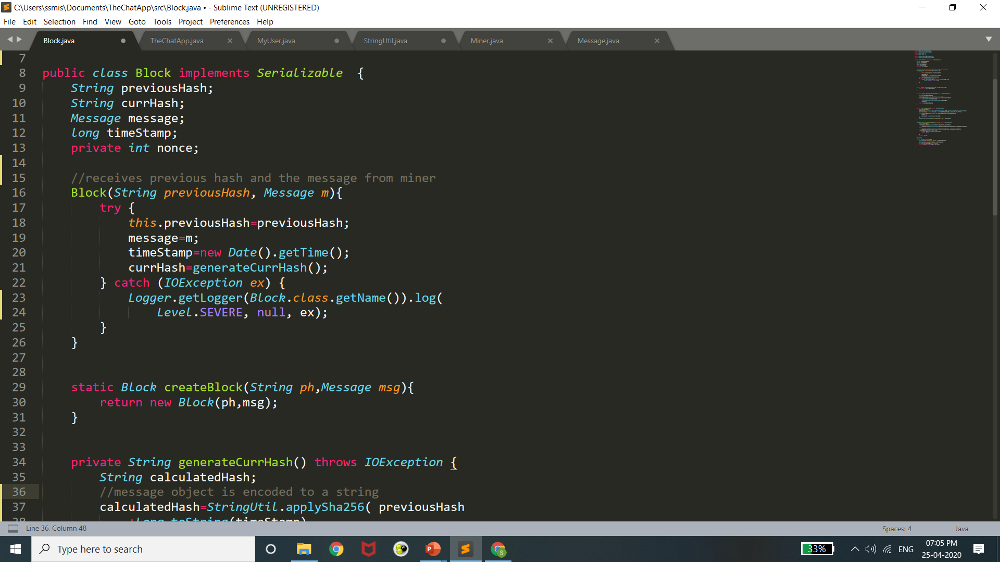 C:\Users\ssmis\Documents\TheChatApp\src\Block.java • - Sublime Text (UNREGISTERED)
File Edit Selection Find View Goto Tools Project Preferences Help
Block.java TheChatApp.java MyUser.java StringUtil.java Miner.java Message.java
7
8 public class Block implements Serializable  {
9     String previousHash;
10     String currHash;
11     Message message;
12     long timeStamp;
13     private int nonce;
14
15     //receives previous hash and the message from miner
16     Block(String previousHash, Message m){
17         try {
18             this.previousHash=previousHash;
19             message=m;
20             timeStamp=new Date().getTime();
21             currHash=generateCurrHash();
22         } catch (IOException ex) {
23             Logger.getLogger(Block.class.getName()).log(
24                 Level.SEVERE, null, ex);
25         }
26     }
27
28
29     static Block createBlock(String ph,Message msg){
30         return new Block(ph,msg);
31     }
32
33
34     private String generateCurrHash() throws IOException {
35         String calculatedHash;
36         //message object is encoded to a string
37         calculatedHash=StringUtil.applySha256( previousHash
38             +Long.toString(timeStamp)
Line 36, Column 48 Spaces: 4 Java
Type here to search 33% ENG 07:05 PM
25-04-2020